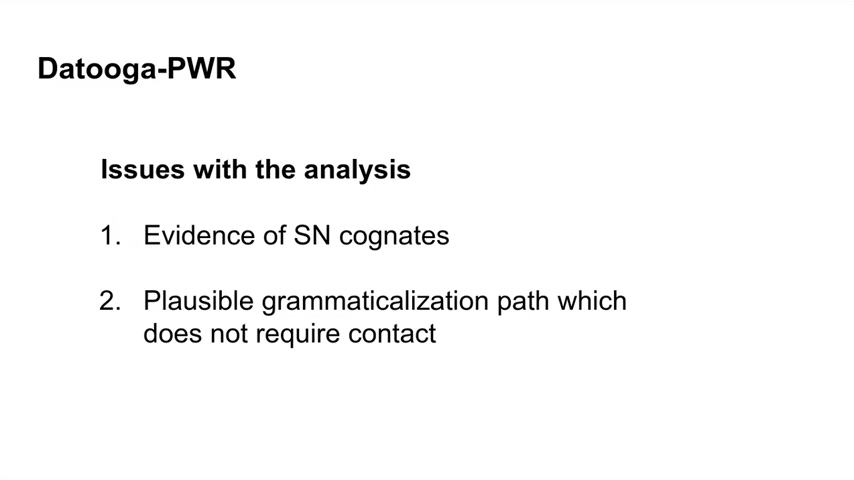 Datooga-PWR
Issues with the analysis
1. Evidence of SN cognates
2. Plausible grammaticalization path which
does not require contact